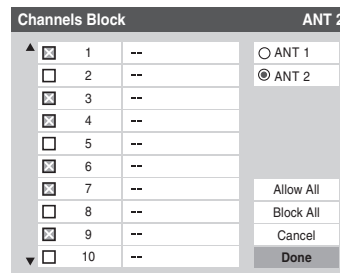 Channels Block ANT 2
1 -- ANT 1
2 -- ANT 2
3 --
4 --
5 --
6 --
7 -- Allow All
8 -- Block All
9 -- Cancel
10 -- Done